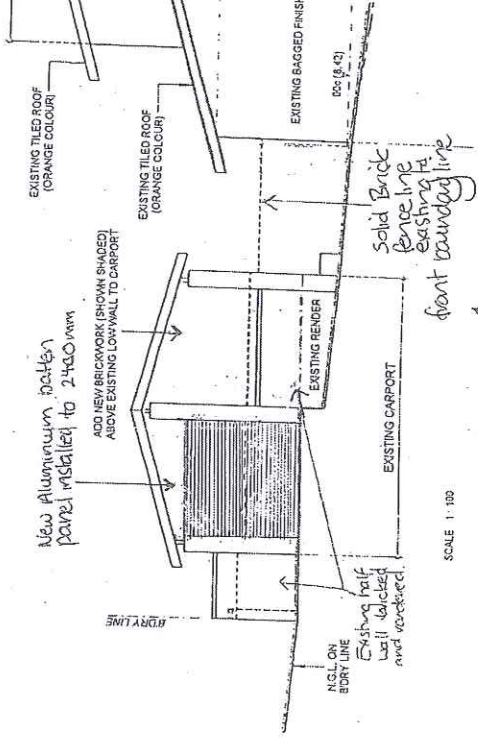 EXISTING TILED ROOF
(ORANGE COLOUR)
EXISTING TILED ROOF
(ORANGE COLOUR)
EXISTING BAGGED FINISH
New Aluminium batten
panel installed to 2400mm
ADD NEW BRICKWORK (SHOWN SHADED)
ABOVE EXISTING LOW WALL TO CARPORT
B'DRY LINE
N.G.L. ON
B'DRY LINE
Existing half
wall bricked
and rendered.
EXISTING RENDER
EXISTING CARPORT
Solid Brick
fence line
existing to
front boundary line
SCALE 1 : 100